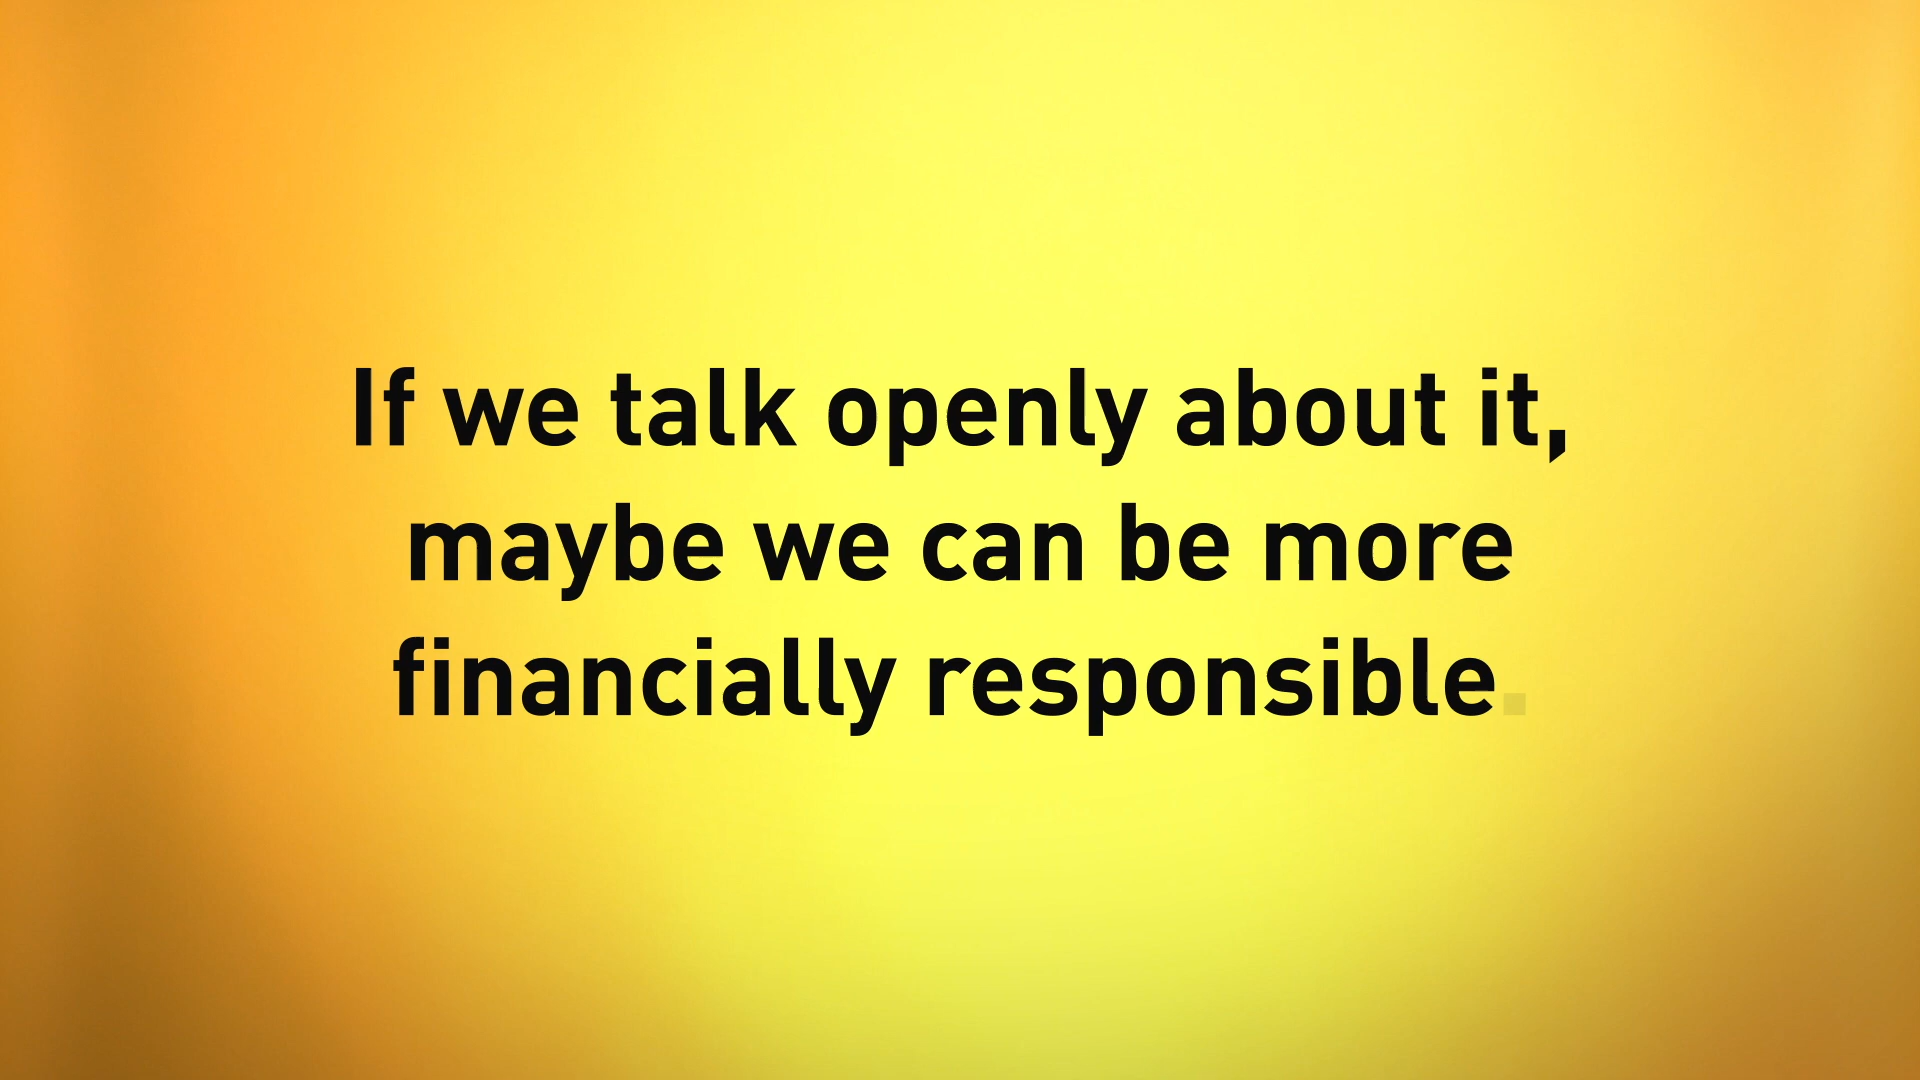 If we talk openly about it,
maybe we can be more
financially responsible.